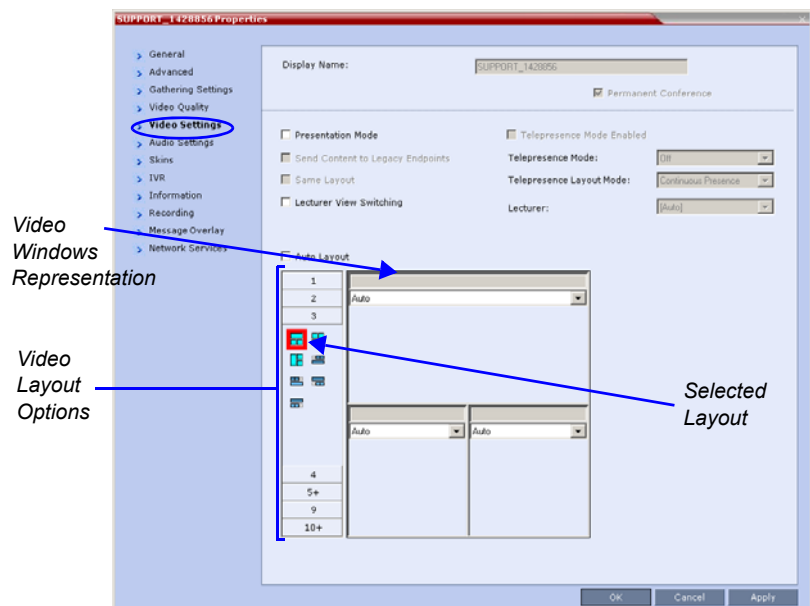 SUPPORT_1428856 Properties
General
Advanced
Gathering Settings
Video Quality
Video Settings
Audio Settings
Skins
IVR
Information
Recording
Message Overlay
Network Services
Display Name:
SUPPORT_1428856
Permanent Conference
Presentation Mode
Telepresence Mode Enabled
Send Content to Legacy Endpoints
Telepresence Mode:
Off
Same Layout
Telepresence Layout Mode:
Continuous Presence
Lecturer View Switching
Lecturer:
[Auto]
Auto Layout
Video
Windows
Representation
1
2
3
Auto
Video
Layout
Options
Selected
Layout
Auto
Auto
4
5+
9
10+
OK
Cancel
Apply